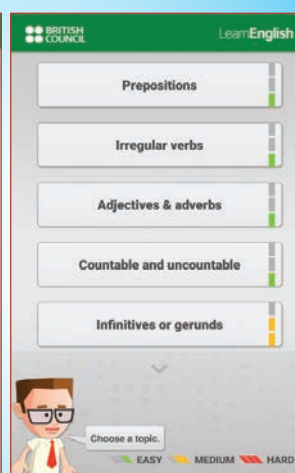 BRITISH
COUNCIL
LearnEnglish
Prepositions
Irregular verbs
Adjectives & adverbs
Countable and uncountable
Infinitives or gerunds
Choose a topic.
EASY MEDIUM HARD